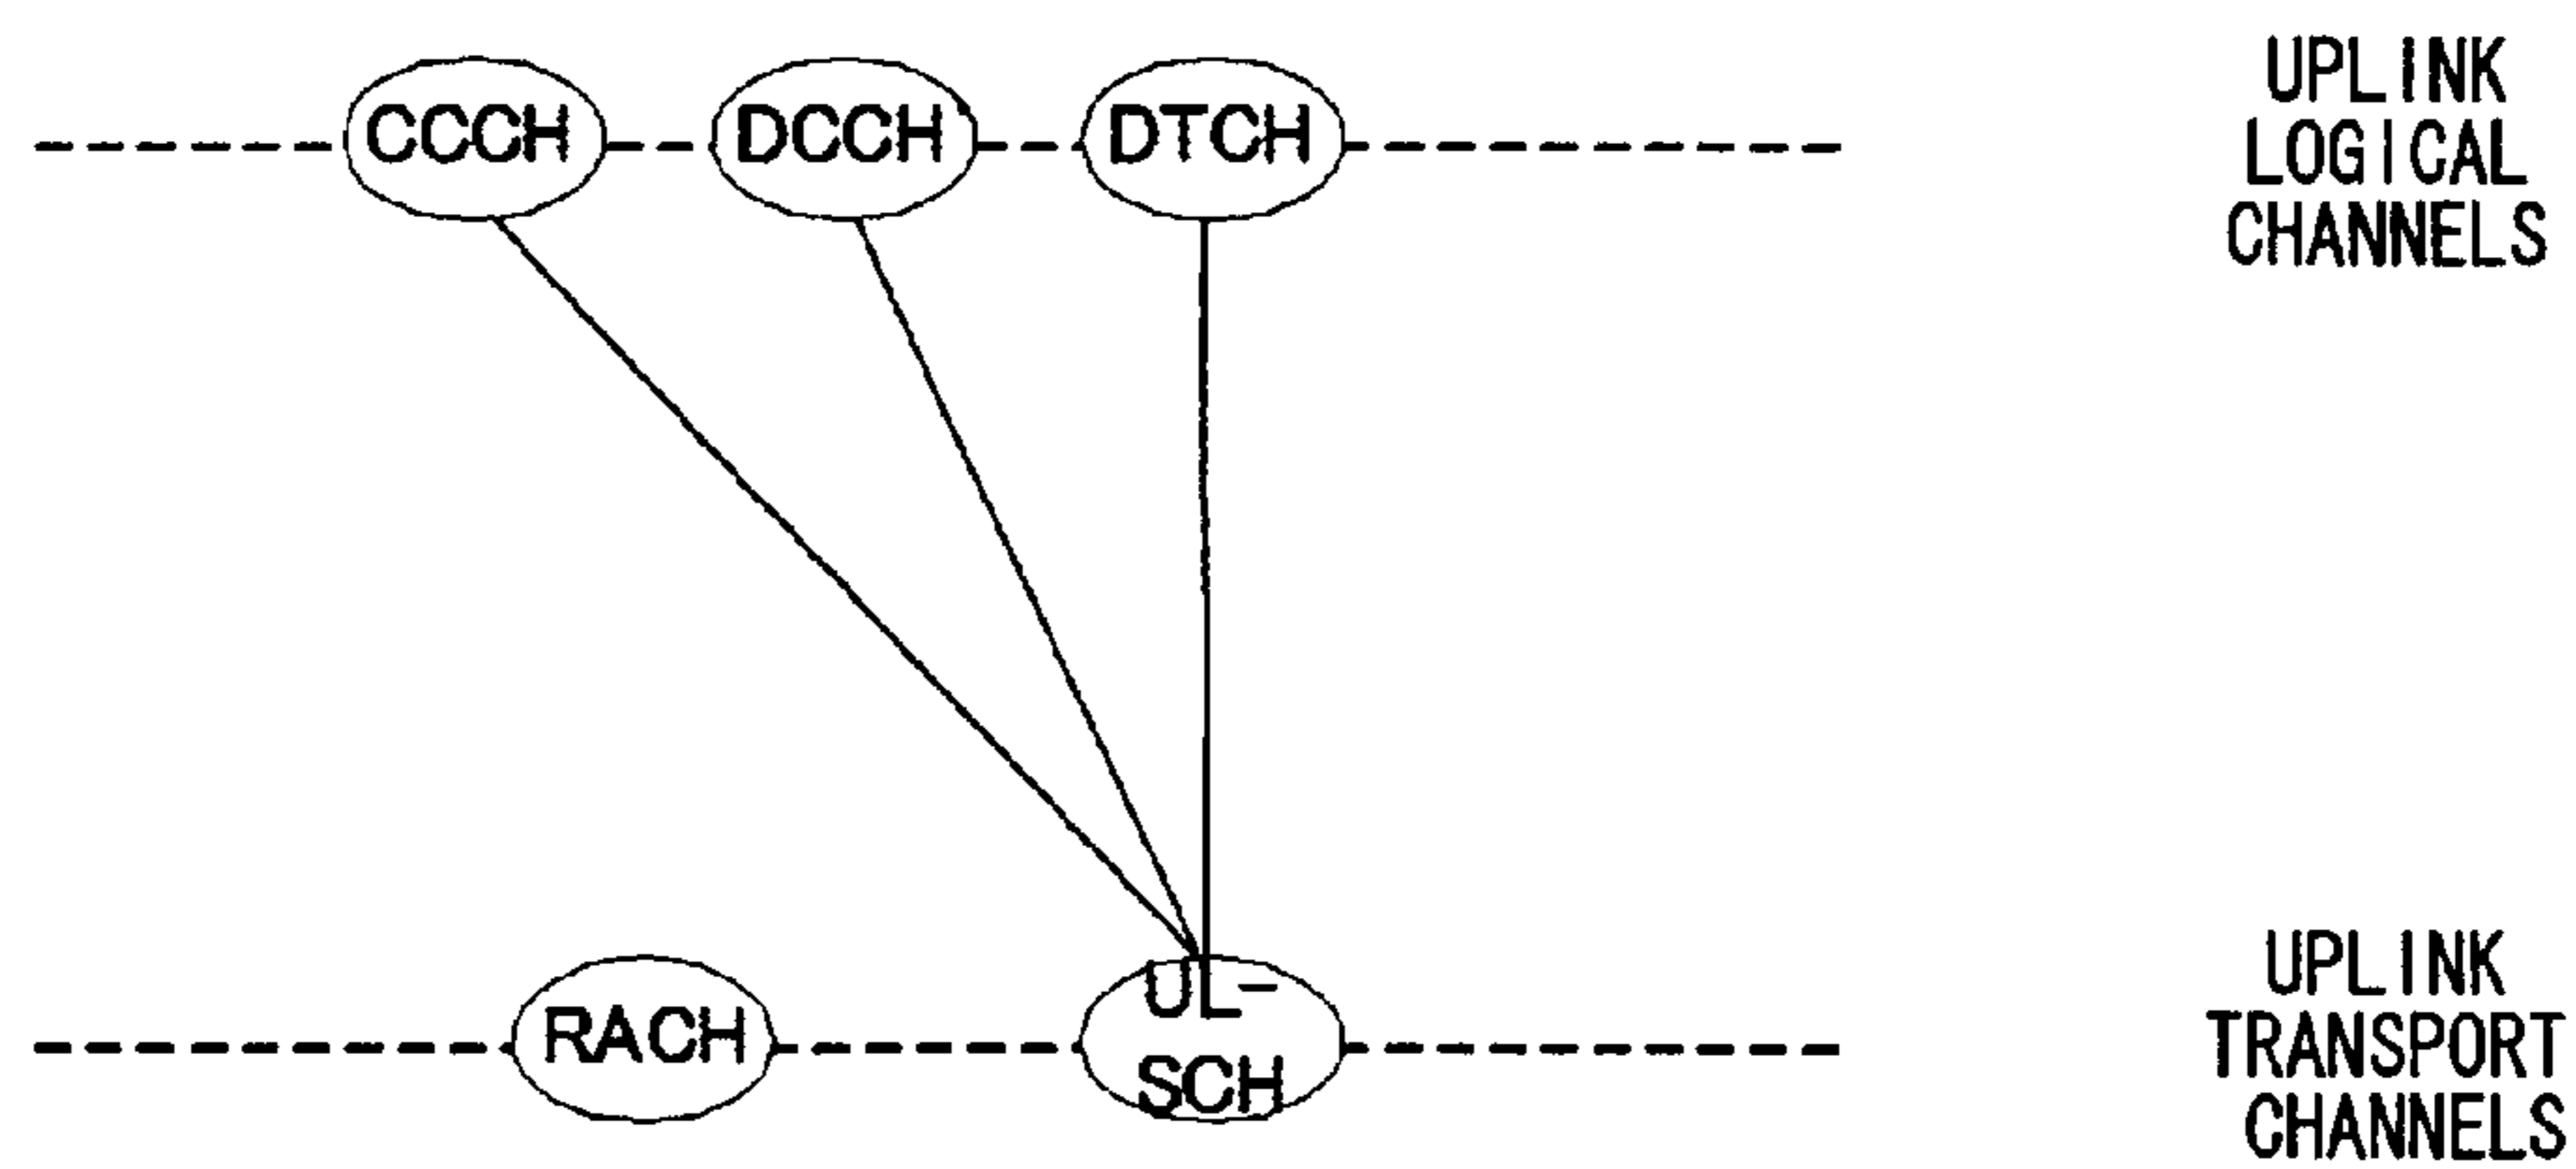 CCCH
DCCH
DTCH
UPLINK
LOGICAL
CHANNELS
RACH
UL-
SCH
UPLINK
TRANSPORT
CHANNELS